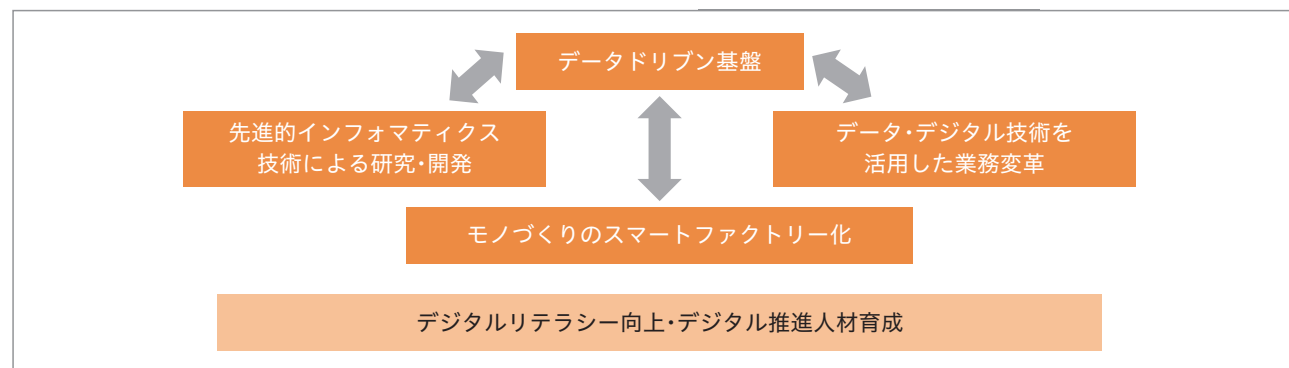 データドリブン基盤
先進的インフォマティクス
技術による研究・開発
データ・デジタル技術を
活用した業務変革
モノづくりのスマートファクトリー化
デジタルリテラシー向上・デジタル推進人材育成